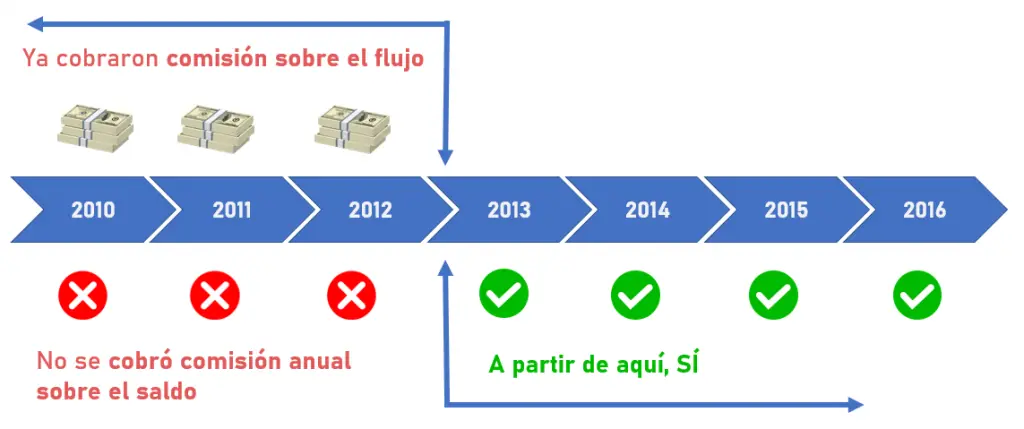 Ya cobraron comisión sobre el flujo
2010
2011
2012
2013
2014
2015
2016
No se cobró comisión anual
sobre el saldo
A partir de aquí, SÍ